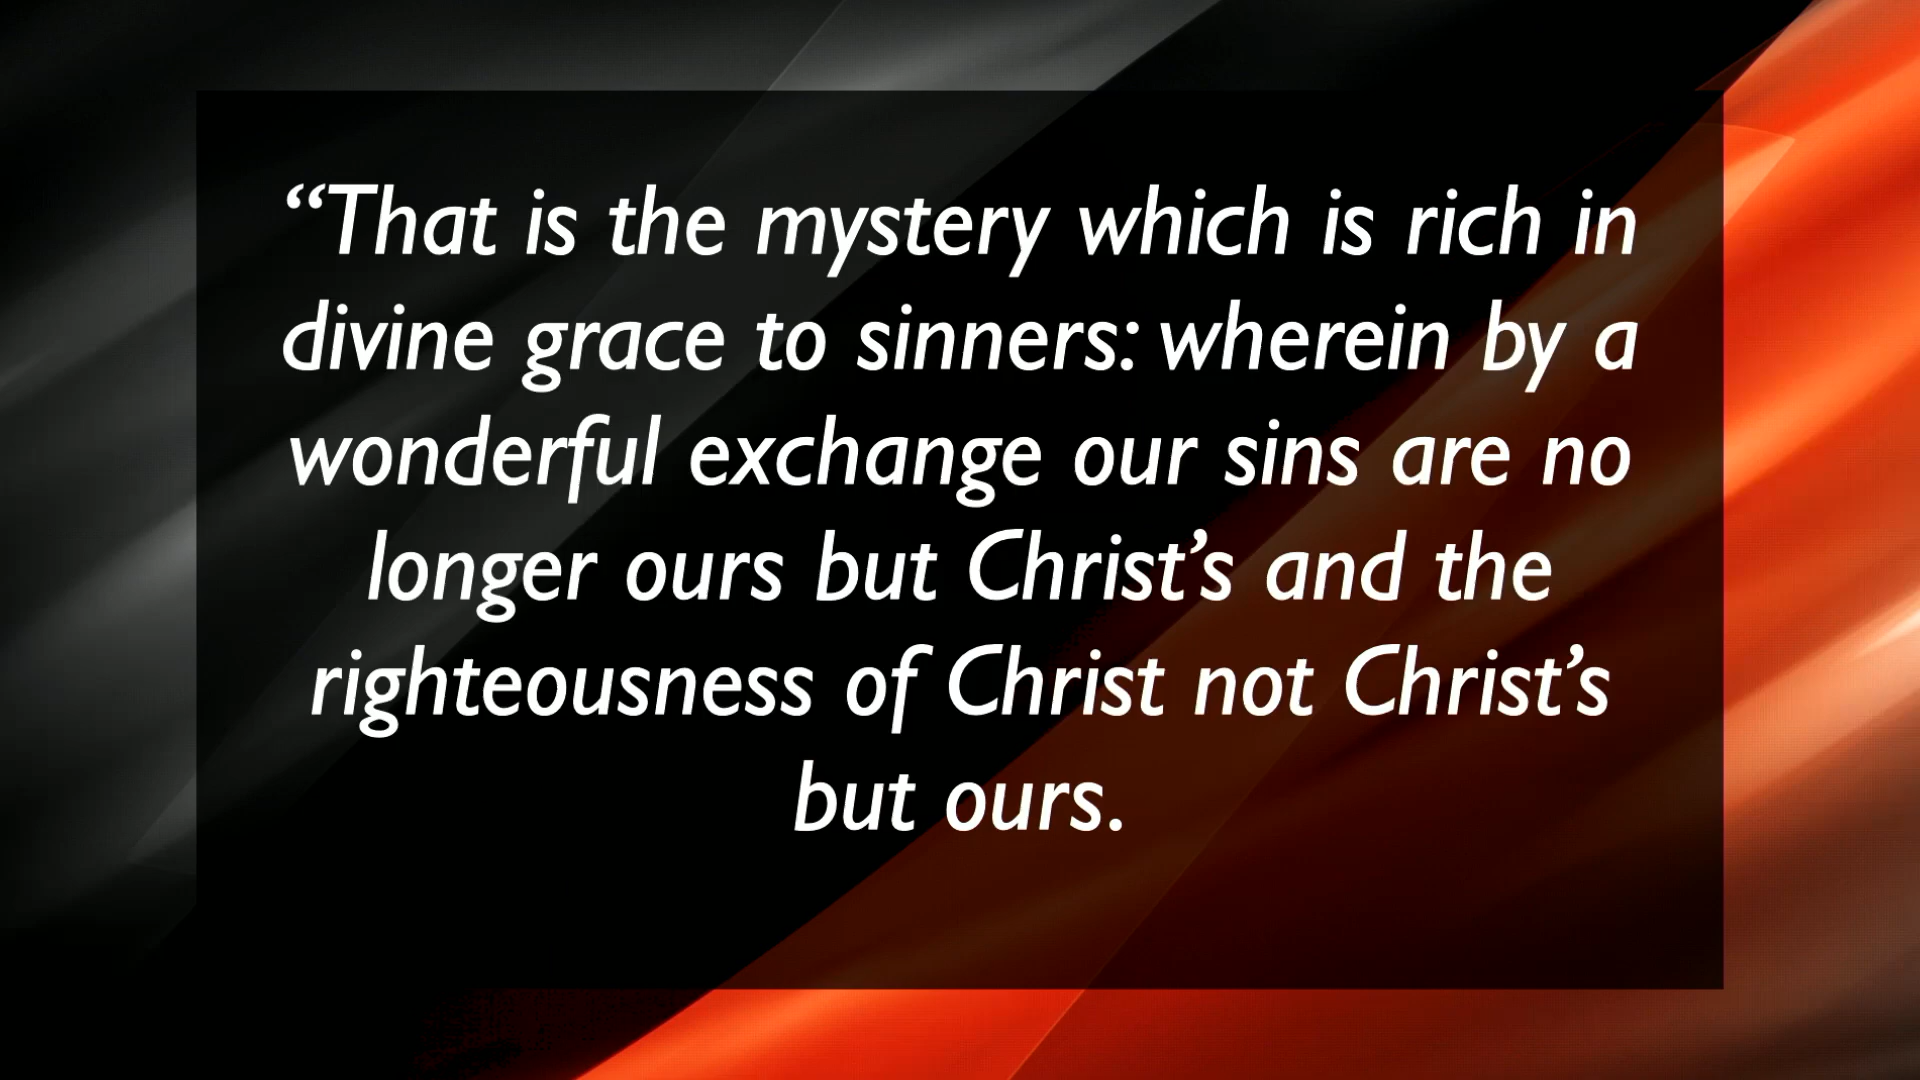 “That is the mystery which is rich in
divine grace to sinners: wherein by a
wonderful exchange our sins are no
longer ours but Christ’s and the
righteousness of Christ not Christ’s
but ours.